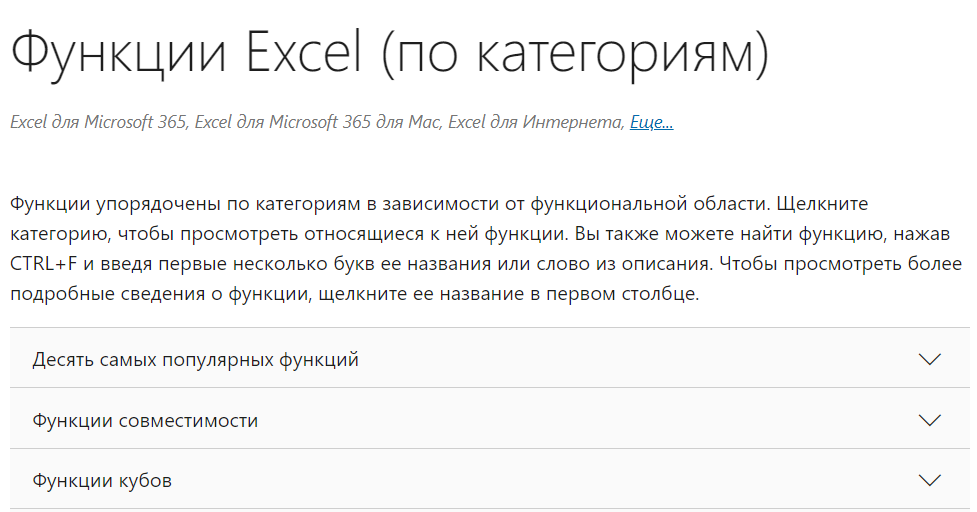 Функции Excel (по категориям)
Excel для Microsoft 365, Excel для Microsoft 365 для Mac, Excel для Интернета, Еще...
Функции упорядочены по категориям в зависимости от функциональной области. Щелкните
категорию, чтобы просмотреть относящиеся к ней функции. Вы также можете найти функцию, нажав
CTRL+F и введя первые несколько букв ее названия или слово из описания. Чтобы просмотреть более
подробные сведения о функции, щелкните ее название в первом столбце.
Десять самых популярных функций
Функции совместимости
Функции кубов